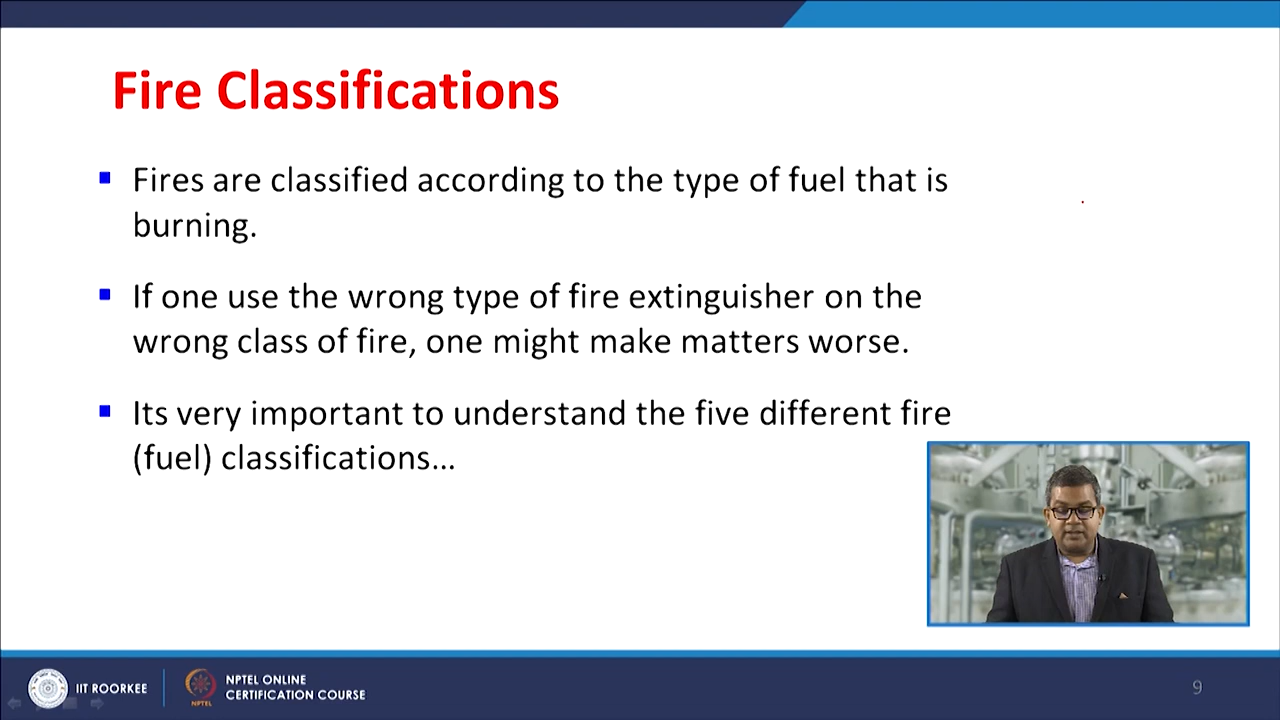 Fire Classifications
Fires are classified according to the type of fuel that is
burning.
If one use the wrong type of fire extinguisher on the
wrong class of fire, one might make matters worse.
Its very important to understand the five different fire
(fuel) classifications...
IIT ROORKEE
NPTEL
NPTEL ONLINE
CERTIFICATION COURSE
9